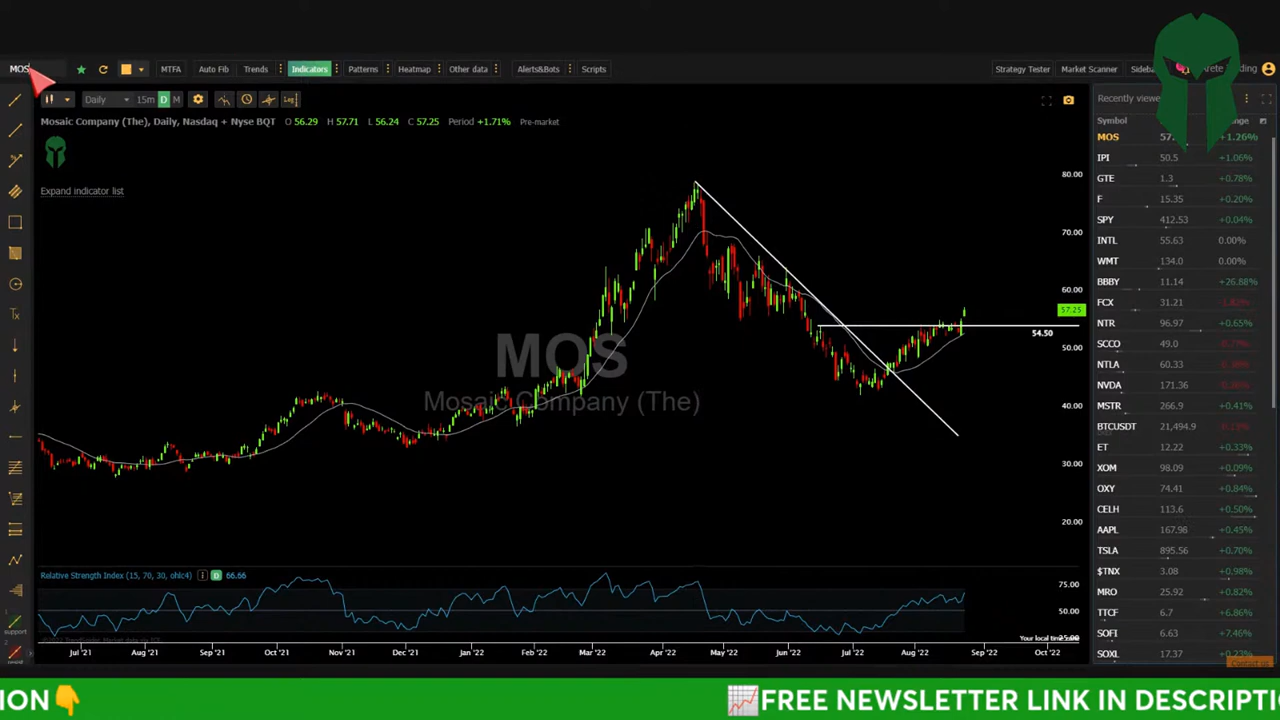 MOS MTFA Auto Fib Trends Indicators Patterns Heatmap Other data Alerts&Bots Scripts Strategy Tester Market Scanner
Daily 15m D M Log
Mosaic Company (The), Daily, Nasdaq + Nyse BQT O 56.29 H 57.71 L 56.24 C 57.25 Period +1.71% Pre-market
Expand indicator list
80.00
70.00
60.00
57.25
54.50
50.00
40.00
30.00
20.00
MOS
Mosaic Company (The)
Relative Strength Index (15, 70, 30, ohlc4) D 66.66
75.00
50.00
25.00
Your local time zone
Jul '21 Aug '21 Sep '21 Oct '21 Nov '21 Dec '21 Jan '22 Feb '22 Mar '22 Apr '22 May '22 Jun '22 Jul '22 Aug '22 Sep '22 Oct '22
support
Recently viewe
Symbol
MOS +1.26%
IPI 50.5 +1.06%
GTE 1.3 +0.78%
F 15.35 +0.20%
SPY 412.53 +0.04%
INTL 55.63 0.00%
WMT 134.0 0.00%
BBBY 11.14 +26.88%
FCX 31.21
NTR 96.97 +0.65%
SCCO 49.0
NTLA 60.33
NVDA 171.36
MSTR 266.9 +0.41%
BTCUSDT 21,494.9
ET 12.22 +0.33%
XOM 98.09 +0.09%
OXY 74.41 +0.84%
CELH 113.6 +0.50%
AAPL 167.98 +0.45%
TSLA 895.56 +0.70%
$TNX 3.08 +0.98%
MRO 25.92 +0.82%
TTCF 6.7 +6.86%
SOFI 6.63 +7.46%
SOXL 17.37
Contact us
ION👇 📈FREE NEWSLETTER LINK IN DESCRIPTI